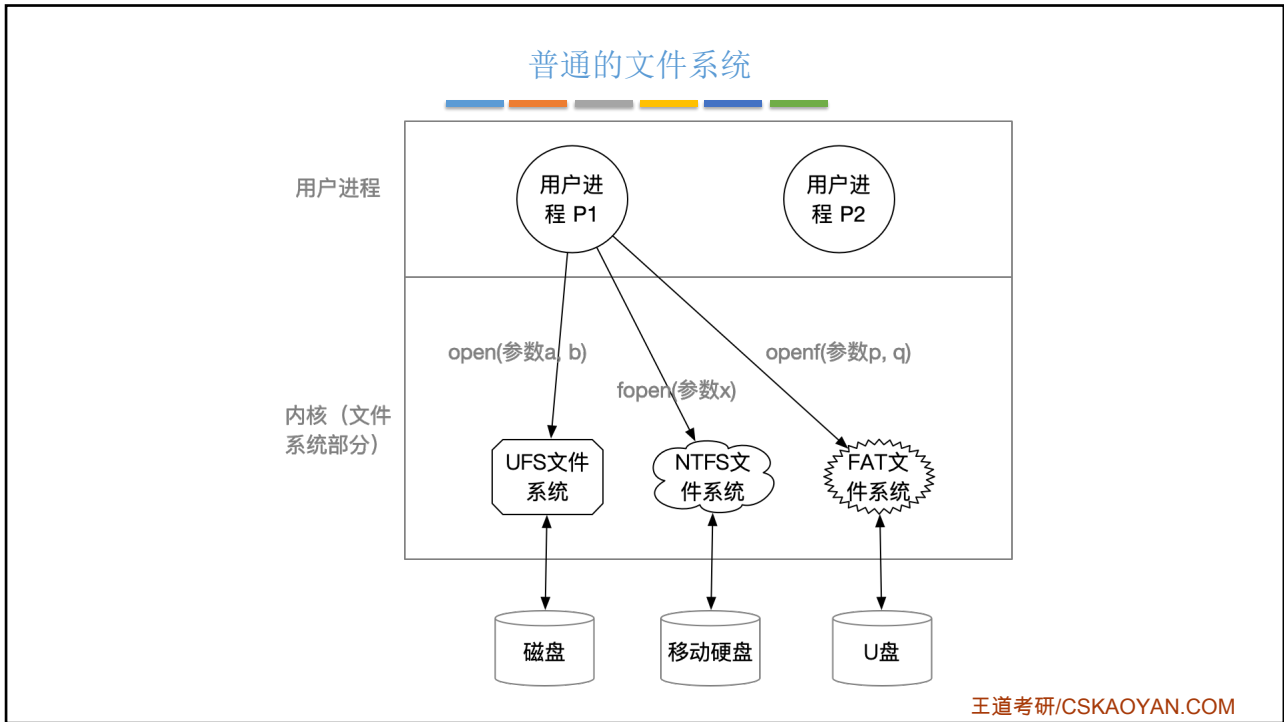 普通的文件系统
用户进程
用户进
程 P1
用户进
程 P2
open(参数a, b)
openf(参数p, q)
fopen(参数x)
内核（文件
系统部分）
UFS文件
系统
NTFS文
件系统
FAT文
件系统
磁盘
移动硬盘
U盘
王道考研/CSKAOYAN.COM